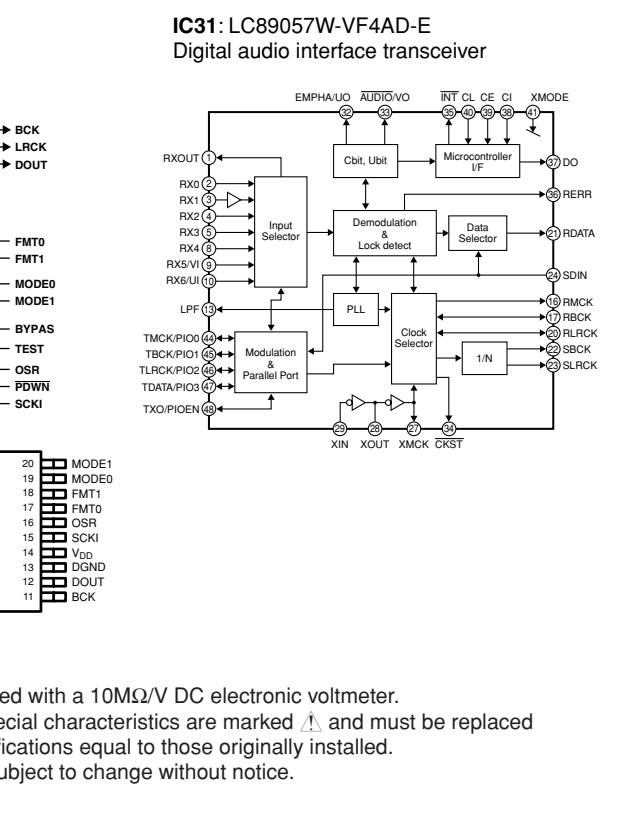 IC31: LC89057W-VF4AD-E
Digital audio interface transceiver
BCK
LRCK
DOUT
FMT0
FMT1
MODE0
MODE1
BYPAS
TEST
OSR
PDWN
SCKI
EMPHA/UO AUDIO/VO INT CL CE CI XMODE
32 33 35 40 39 38 41
RXOUT 1
RX0 2
RX1 3
RX2 4
RX3 5
RX4 8
RX5/VI 9
RX6/UI 10
LPF 13
TMCK/PIO0 44
TBCK/PIO1 45
TLRCK/PIO2 46
TDATA/PIO3 47
TXO/PIOEN 48
Cbit, Ubit
Microcontroller
I/F
Input
Selector
Demodulation
&
Lock detect
Data
Selector
PLL
Clock
Selector
Modulation
&
Parallel Port
1/N
37 DO
36 RERR
21 RDATA
24 SDIN
16 RMCK
17 RBCK
20 RLRCK
22 SBCK
23 SLRCK
29 28 27 34
XIN XOUT XMCK CKST
20 MODE1
19 MODE0
18 FMT1
17 FMT0
16 OSR
15 SCKI
14 VDD
13 DGND
12 DOUT
11 BCK
ed with a 10MΩ/V DC electronic voltmeter.
ecial characteristics are marked ⚠ and must be replaced
ifications equal to those originally installed.
ubject to change without notice.